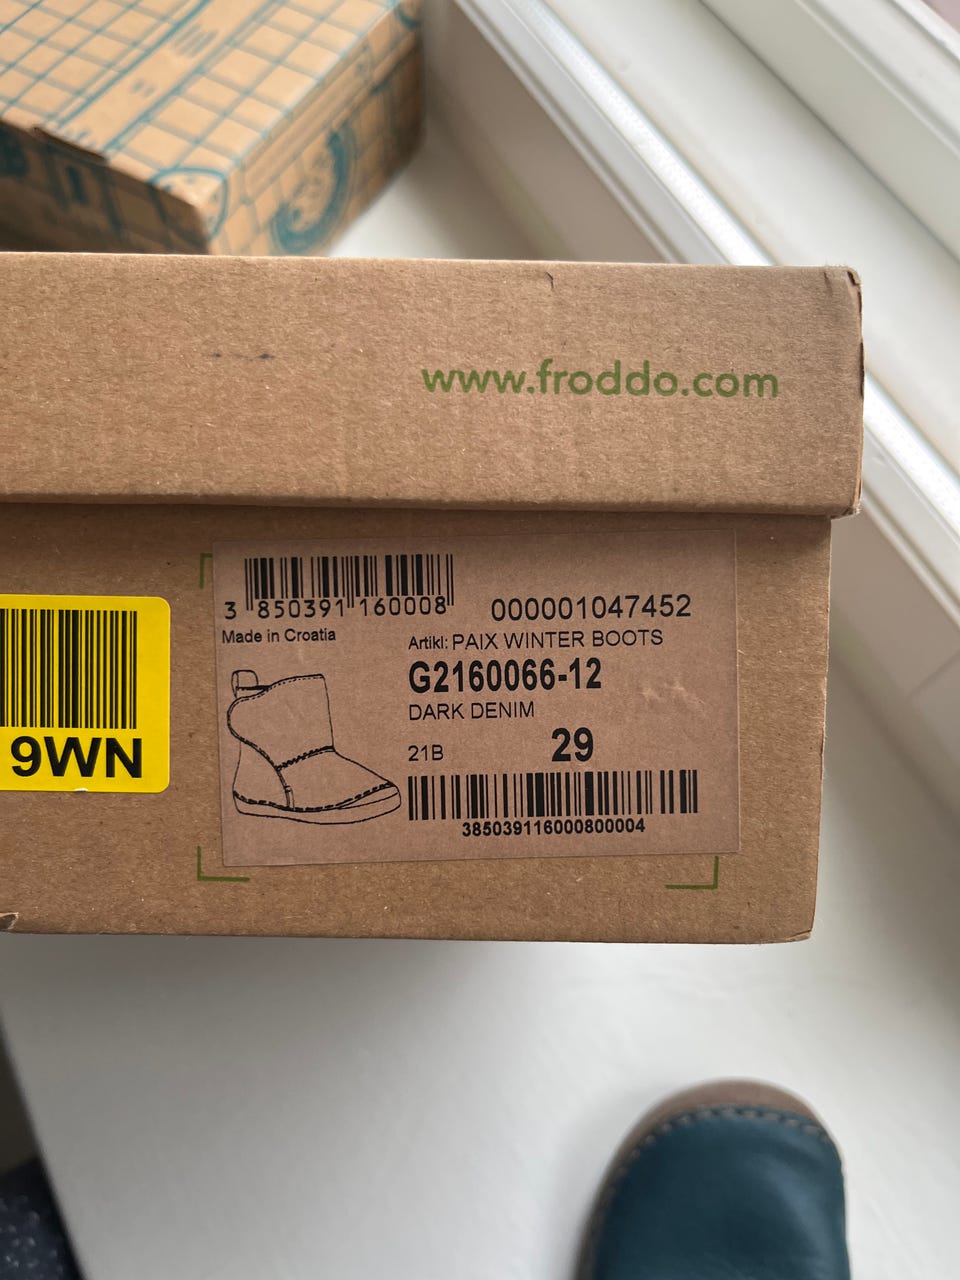 www.froddo.com
3 850391 160008
000001047452
Made in Croatia
Artikl: PAIX WINTER BOOTS
G2160066-12
DARK DENIM
21B
29
385039116000800004
9WN